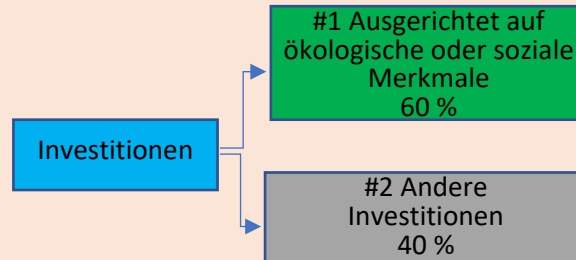 #1 Ausgerichtet auf
ökologische oder soziale
Merkmale
60 %
Investitionen
#2 Andere
Investitionen
40 %